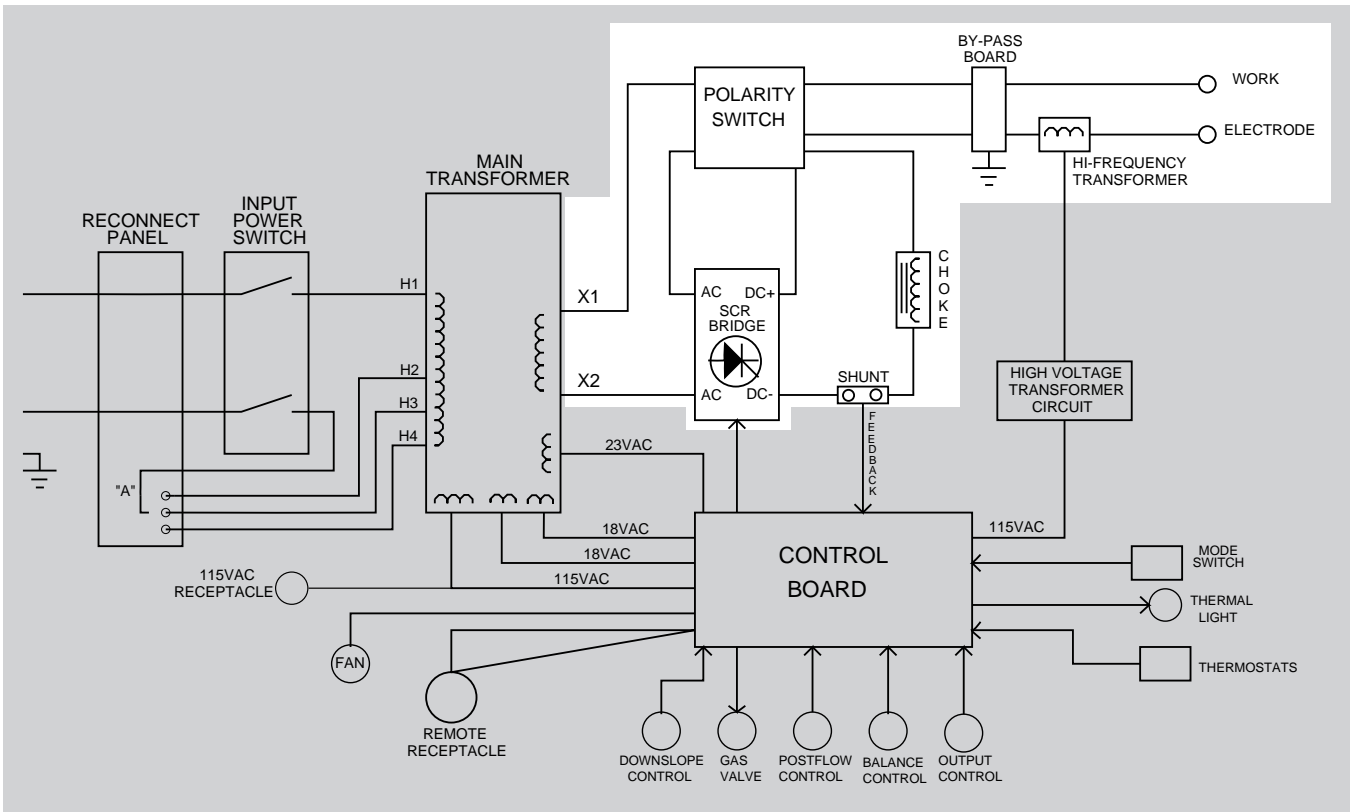 BY-PASS
BOARD
WORK
POLARITY
SWITCH
ELECTRODE
HI-FREQUENCY
TRANSFORMER
MAIN
TRANSFORMER
RECONNECT
PANEL
INPUT
POWER
SWITCH
H1
X1
AC DC+
SCR
BRIDGE
CHOKE
H2
X2
AC DC-
SHUNT
HIGH VOLTAGE
TRANSFORMER
CIRCUIT
H3
H4
FEEDBACK
23VAC
"A"
18VAC
18VAC
115VAC
115VAC
CONTROL
BOARD
MODE
SWITCH
115VAC
RECEPTACLE
THERMAL
LIGHT
FAN
THERMOSTATS
REMOTE
RECEPTACLE
DOWNSLOPE
CONTROL
GAS
VALVE
POSTFLOW
CONTROL
BALANCE
CONTROL
OUTPUT
CONTROL